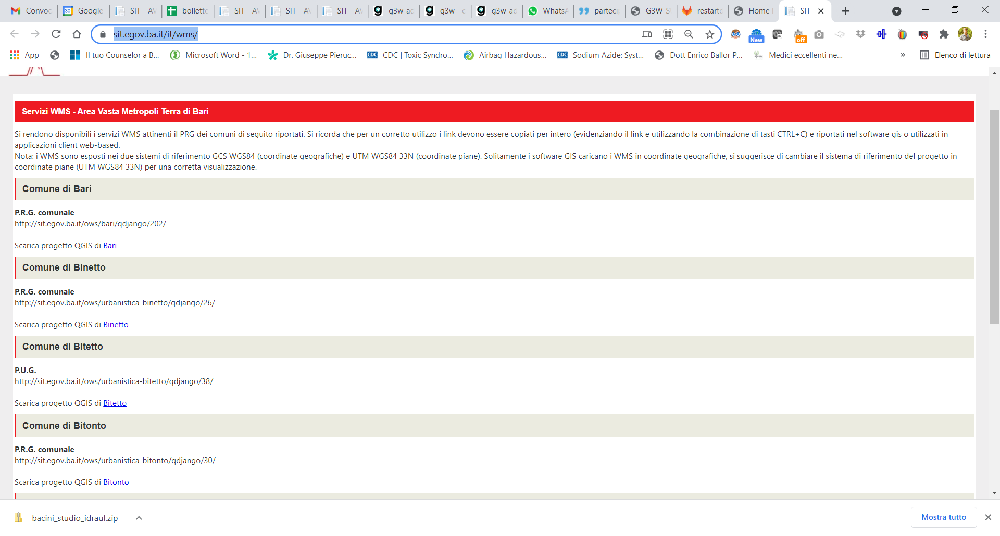 Convoc
30 Google
SIT - AV
bollette
SIT - AV
SIT - AV
SIT - AV
g3w-ad
g3w - c
g3w-ad
WhatsA
parteci
G3W-S
restarto
Home
SIT
sit.egov.ba.it/it/wms/
New
off
App
Il tuo Counselor a B...
Microsoft Word - 1...
Dr. Giuseppe Pieruc...
CDC CDC | Toxic Syndro...
Airbag Hazardous...
CDC Sodium Azide: Syst...
Dott Enrico Ballor P...
Medici eccellenti ne...
»
Elenco di lettura
Servizi WMS - Area Vasta Metropoli Terra di Bari
Si rendono disponibili i servizi WMS attinenti il PRG dei comuni di seguito riportati. Si ricorda che per un corretto utilizzo i link devono essere copiati per intero (evidenziando il link e utilizzando la combinazione di tasti CTRL+C) e riportati nel software gis o utilizzati in
applicazioni client web-based.
Nota: i WMS sono esposti nei due sistemi di riferimento GCS WGS84 (coordinate geografiche) e UTM WGS84 33N (coordinate piane). Solitamente i software GIS caricano i WMS in coordinate geografiche, si suggerisce di cambiare il sistema di riferimento del progetto in
coordinate piane (UTM WGS84 33N) per una corretta visualizzazione.
Comune di Bari
P.R.G. comunale
http://sit.egov.ba.it/ows/bari/qdjango/202/
Scarica progetto QGIS di Bari
Comune di Binetto
P.R.G. comunale
http://sit.egov.ba.it/ows/urbanistica-binetto/qdjango/26/
Scarica progetto QGIS di Binetto
Comune di Bitetto
P.U.G.
http://sit.egov.ba.it/ows/urbanistica-bitetto/qdjango/38/
Scarica progetto QGIS di Bitetto
Comune di Bitonto
P.R.G. comunale
http://sit.egov.ba.it/ows/urbanistica-bitonto/qdjango/30/
Scarica progetto QGIS di Bitonto
bacini_studio_idraul.zip
Mostra tutto